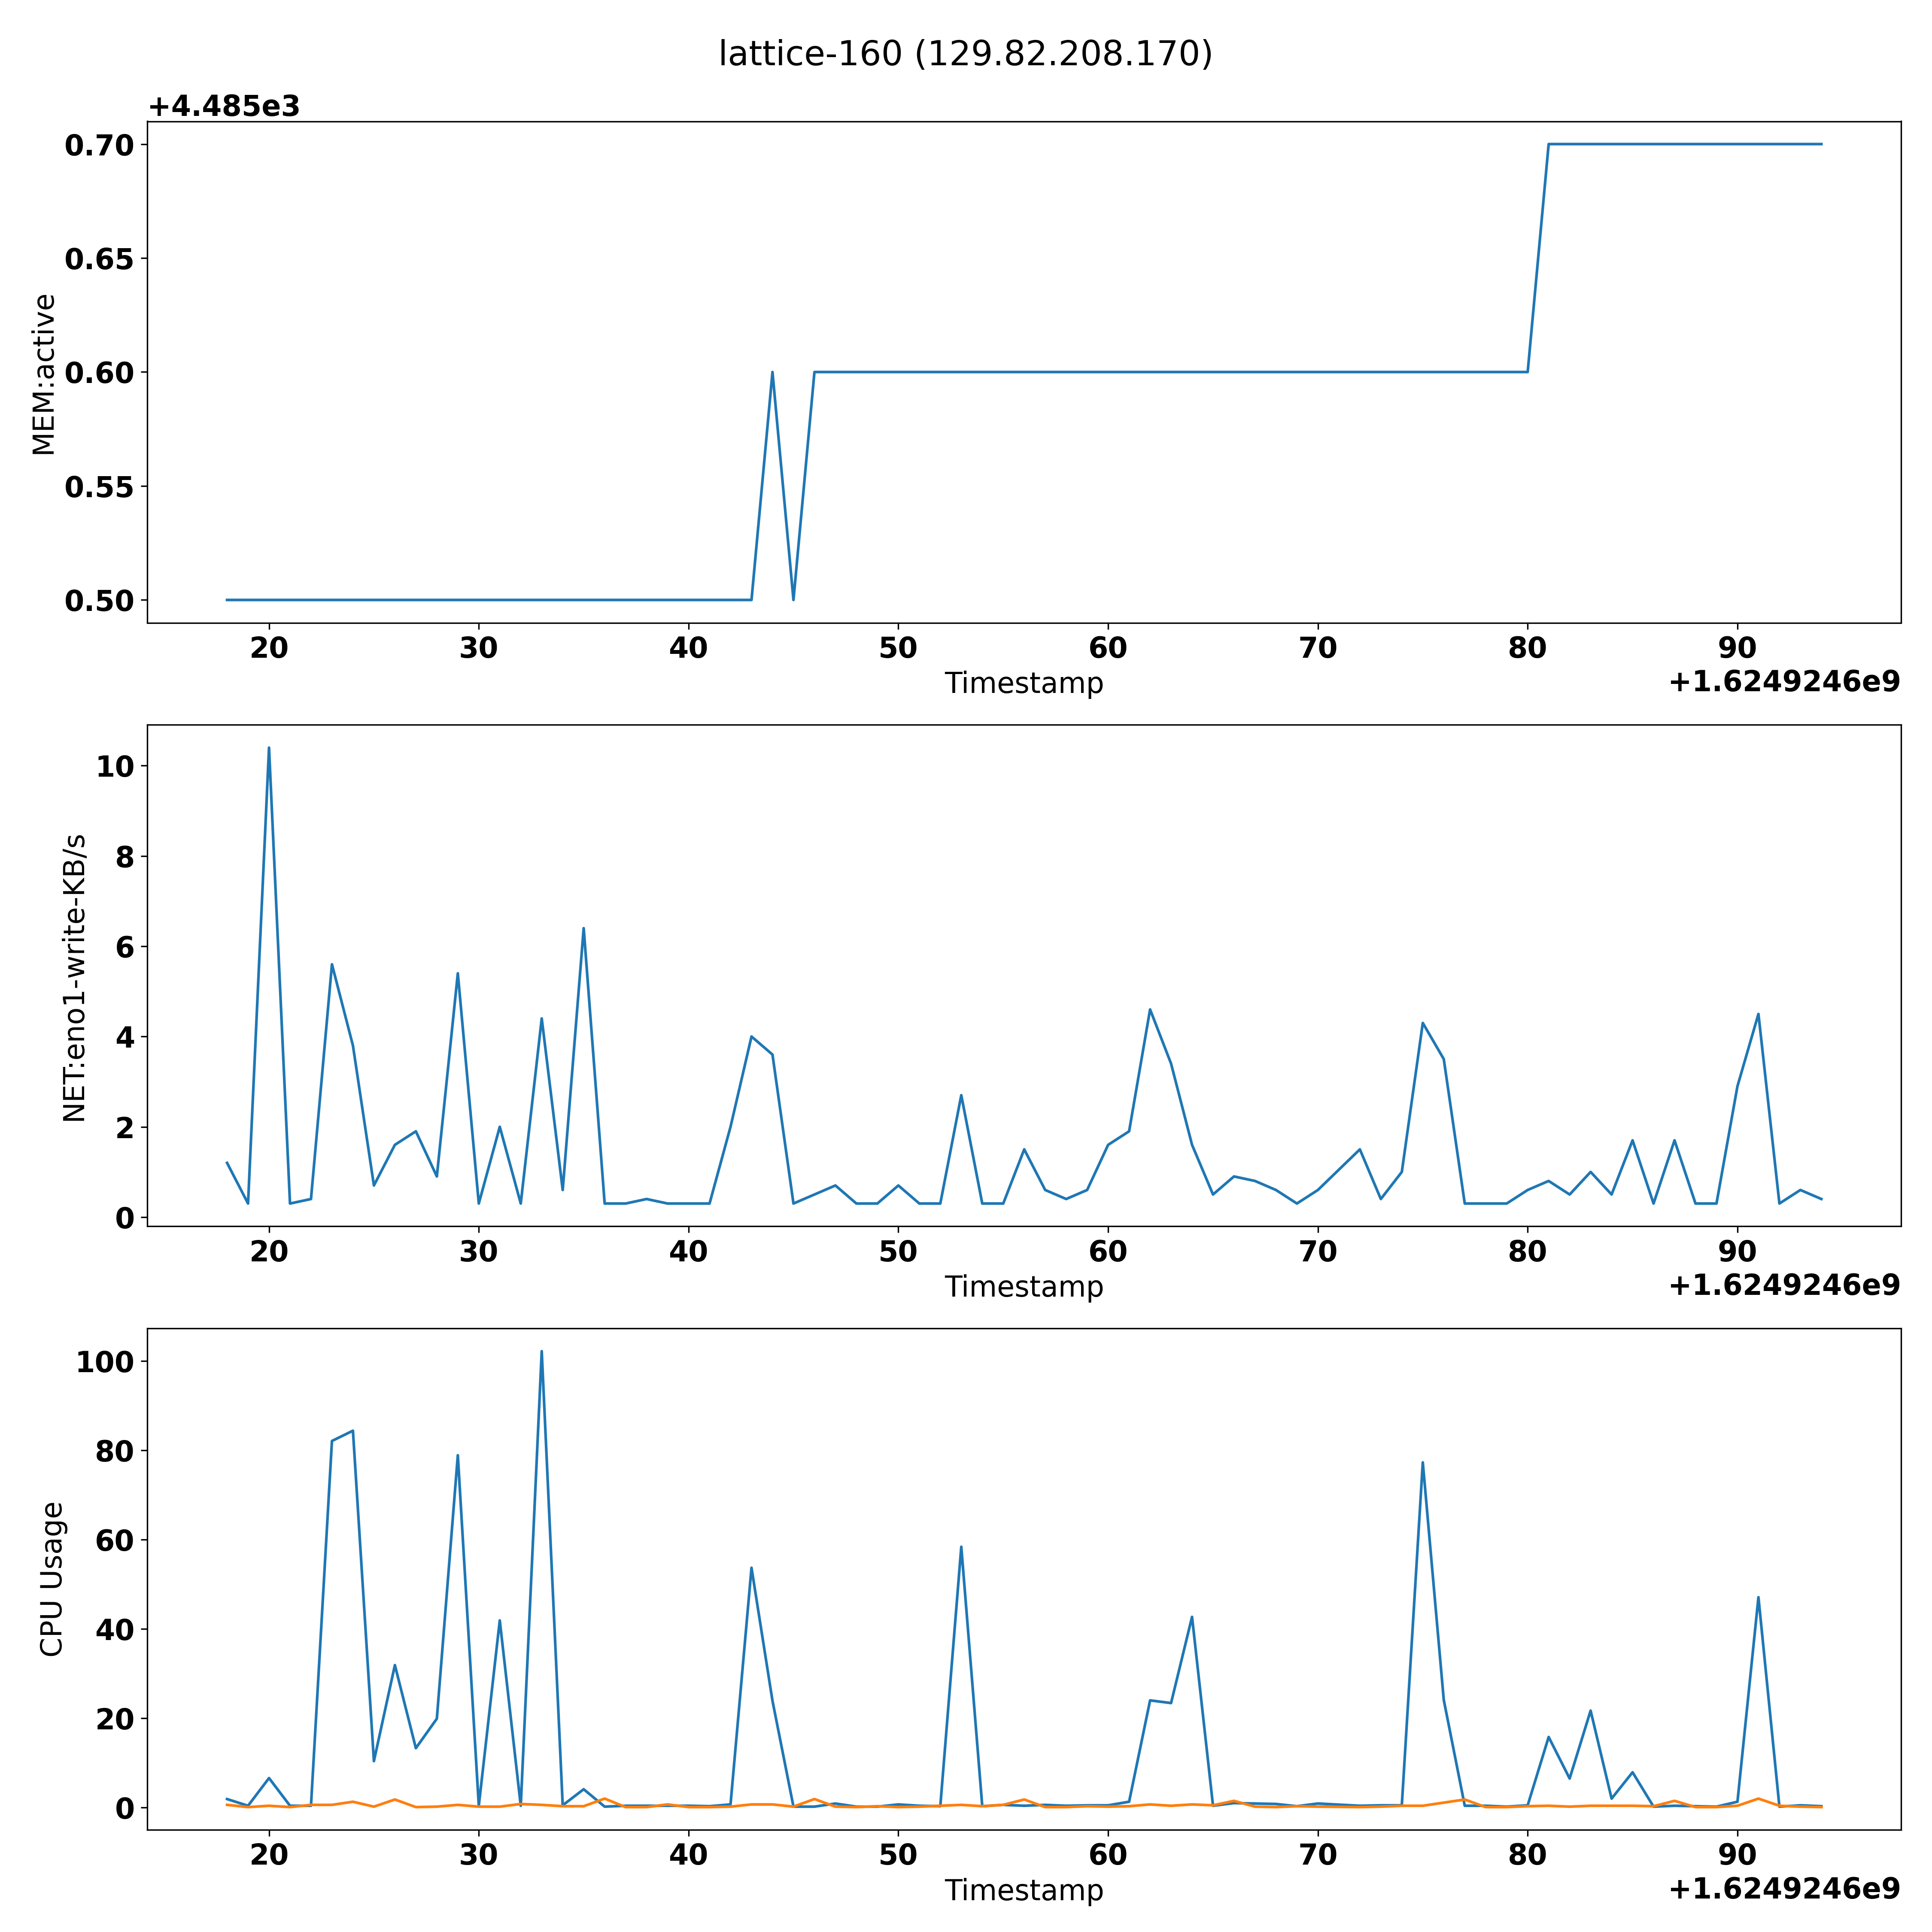 lattice-160 (129.82.208.170)
+4.485e3
0.70
0.65
0.60
0.55
0.50
MEM:active
20 30 40 50 60 70 80 90
Timestamp
+1.6249246e9
10
8
6
4
2
0
NET:eno1-write-KB/s
20 30 40 50 60 70 80 90
Timestamp
+1.6249246e9
100
80
60
40
20
0
CPU Usage
20 30 40 50 60 70 80 90
Timestamp
+1.6249246e9